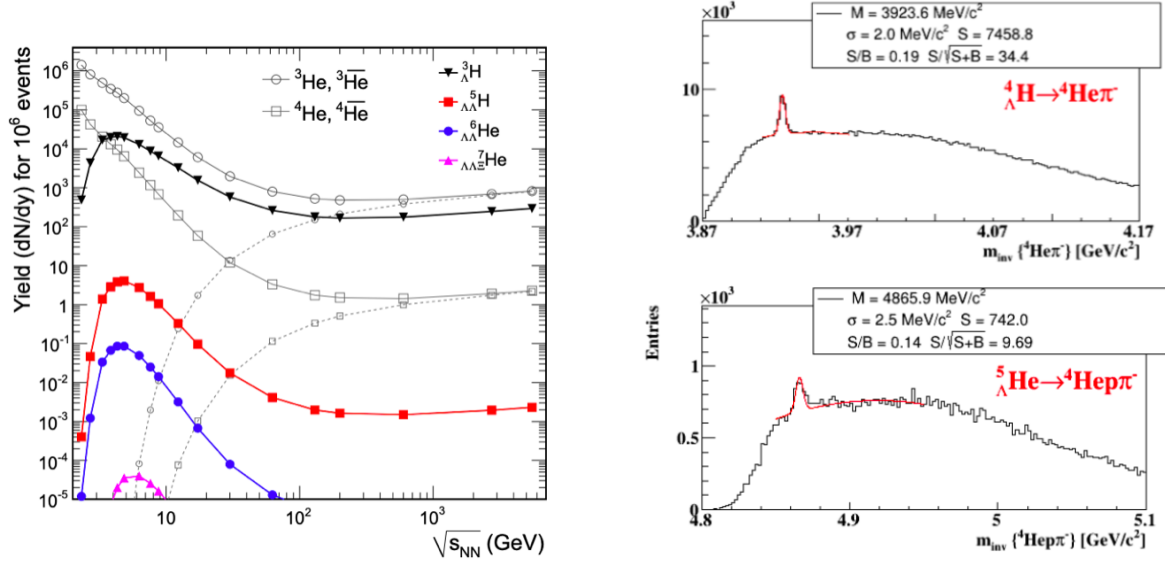 Yield (dN/dy) for 10⁶ events
10⁶
10⁵
10⁴
10³
10²
10
1
10⁻¹
10⁻²
10⁻³
10⁻⁴
10⁻⁵
³He, ³H̅e̅
⁴He, ⁴H̅e̅
³ΛH
⁵ΛΛH
⁶ΛΛHe
⁷ΛΛΞHe
10 10² 10³
√sNN (GeV)
×10³
M = 3923.6 MeV/c²
σ = 2.0 MeV/c² S = 7458.8
S/B = 0.19 S/√S+B = 34.4
⁴ΛH→⁴Heπ⁻
10
0
3.87 3.97 4.07 4.17
m inv {⁴Heπ⁻} [GeV/c²]
×10³
M = 4865.9 MeV/c²
σ = 2.5 MeV/c² S = 742.0
S/B = 0.14 S/√S+B = 9.69
⁵ΛHe→⁴Hepπ⁻
Entries
1
0.5
0
4.8 4.9 5 5.1
m inv {⁴Hepπ⁻} [GeV/c²]